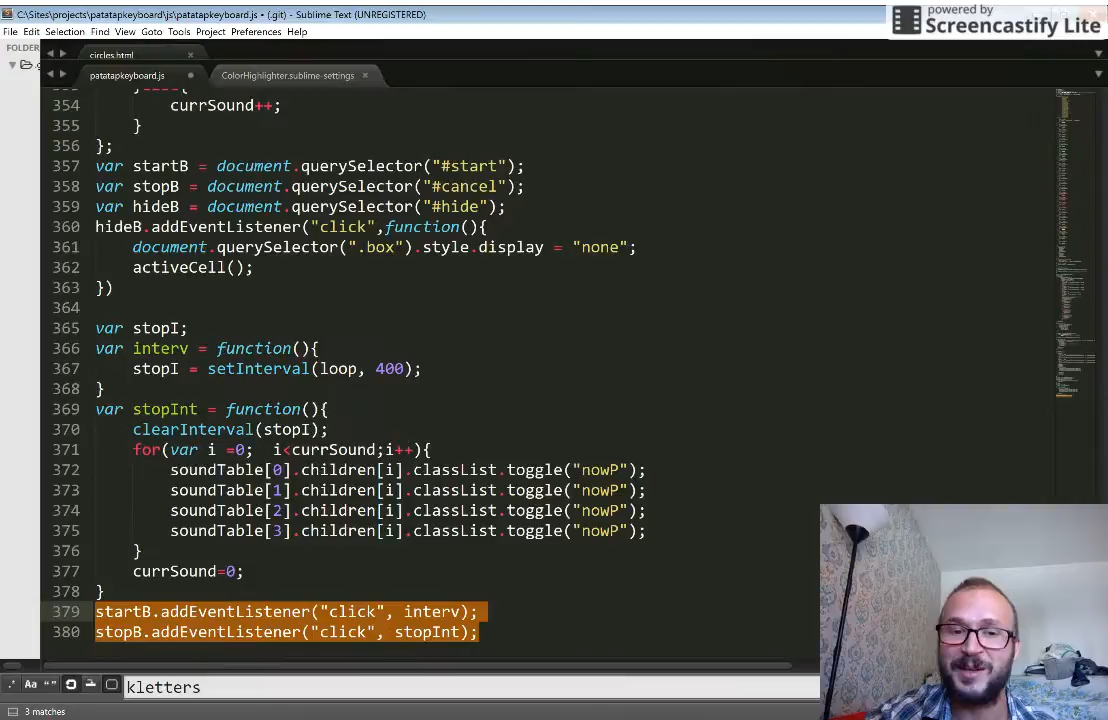 C:\Sites\projects\patatapkeyboard\js\patatapkeyboard.js • (.git) - Sublime Text (UNREGISTERED)
powered by
Screencastify Lite
File Edit Selection Find View Goto Tools Project Preferences Help
FOLDER
circles.html
patatapkeyboard.js
ColorHighlighter.sublime-settings
354 currSound++;
355 }
356 };
357 var startB = document.querySelector("#start");
358 var stopB = document.querySelector("#cancel");
359 var hideB = document.querySelector("#hide");
360 hideB.addEventListener("click",function(){
361 document.querySelector(".box").style.display = "none";
362 activeCell();
363 })
364
365 var stopI;
366 var interv = function(){
367 stopI = setInterval(loop, 400);
368 }
369 var stopInt = function(){
370 clearInterval(stopI);
371 for(var i =0;  i<currSound;i++){
372 soundTable[0].children[i].classList.toggle("nowP");
373 soundTable[1].children[i].classList.toggle("nowP");
374 soundTable[2].children[i].classList.toggle("nowP");
375 soundTable[3].children[i].classList.toggle("nowP");
376 }
377 currSound=0;
378 }
379 startB.addEventListener("click", interv);
380 stopB.addEventListener("click", stopInt);
.* Aa “” kletters
3 matches